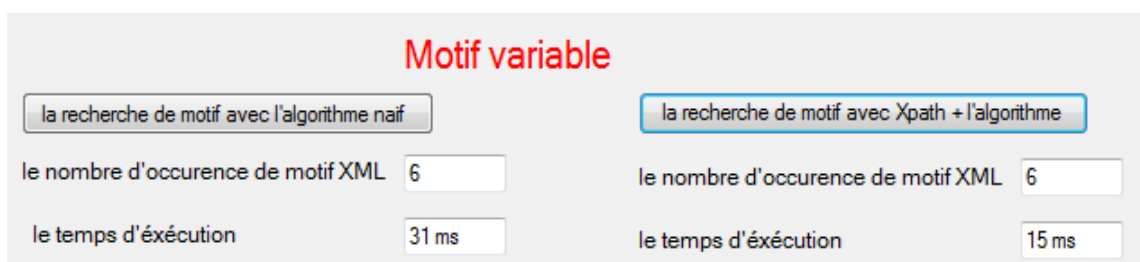 Motif variable
la recherche de motif avec l'algorithme naif
la recherche de motif avec Xpath + l'algorithme
le nombre d'occurence de motif XML 6
le nombre d'occurence de motif XML 6
le temps d'éxécution 31 ms
le temps d'éxécution 15 ms